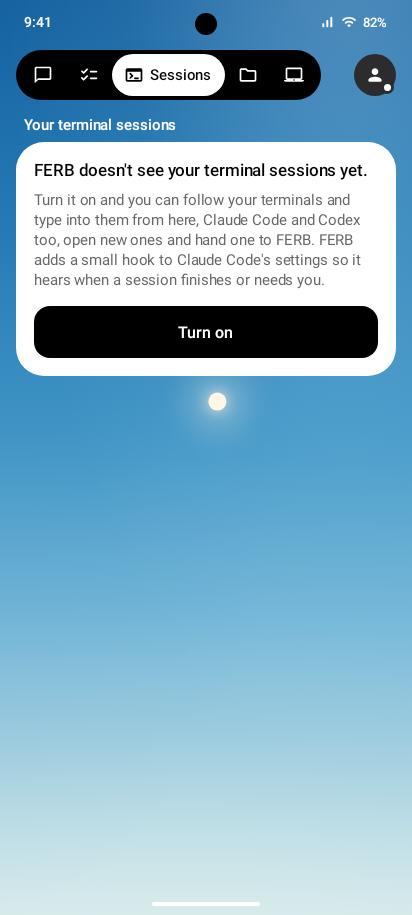 9:41
82%
Sessions
Your terminal sessions
FERB doesn't see your terminal sessions yet.
Turn it on and you can follow your terminals and
type into them from here, Claude Code and Codex
too, open new ones and hand one to FERB. FERB
adds a small hook to Claude Code's settings so it
hears when a session finishes or needs you.
Turn on